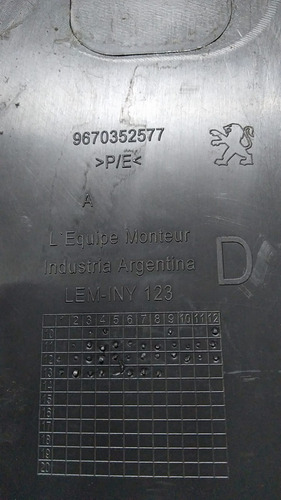 9670352577
>P/E<
A
L'Equipe Monteur
Industria Argentina
D
LEM-INY 123
1 2 3 4 5 6 7 8 9 10 11 12
10
11
12
13
14
15
16
17
18
19
20